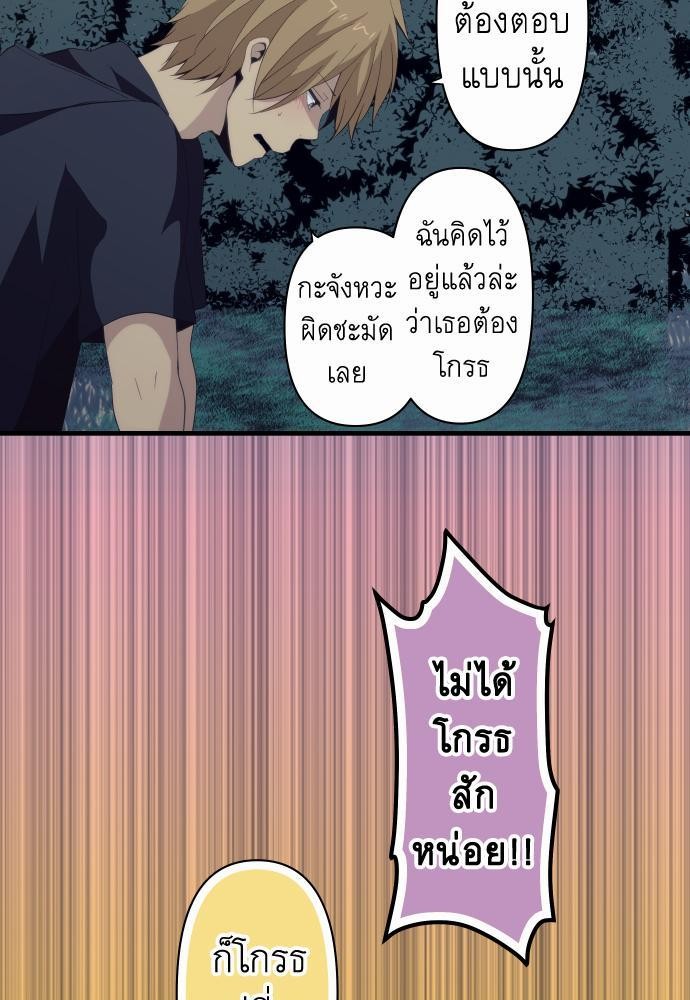 ต้องตอบ
แบบนั้น
ฉันคิดไว้
อยู่แล้วล่ะ
ว่าเธอต้อง
โกรธ
กะจังหวะ
ผิดซะมัด
เลย
ไม่ได้
โกรธ
สัก
หน่อย!!
ก็โกรธ